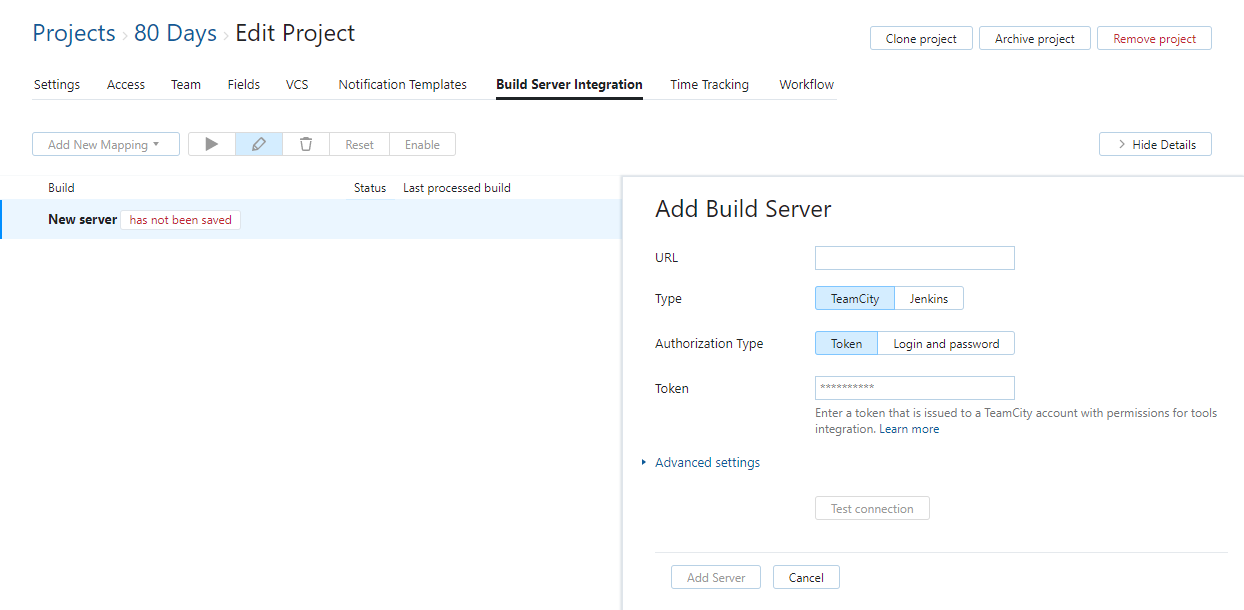 Projects › 80 Days › Edit Project
Clone project Archive project Remove project
Settings Access Team Fields VCS Notification Templates Build Server Integration Time Tracking Workflow
Add New Mapping Reset Enable Hide Details
Build Status Last processed build
New server has not been saved
Add Build Server
URL
Type TeamCity Jenkins
Authorization Type Token Login and password
Token **********
Enter a token that is issued to a TeamCity account with permissions for tools
integration. Learn more
Advanced settings
Test connection
Add Server Cancel